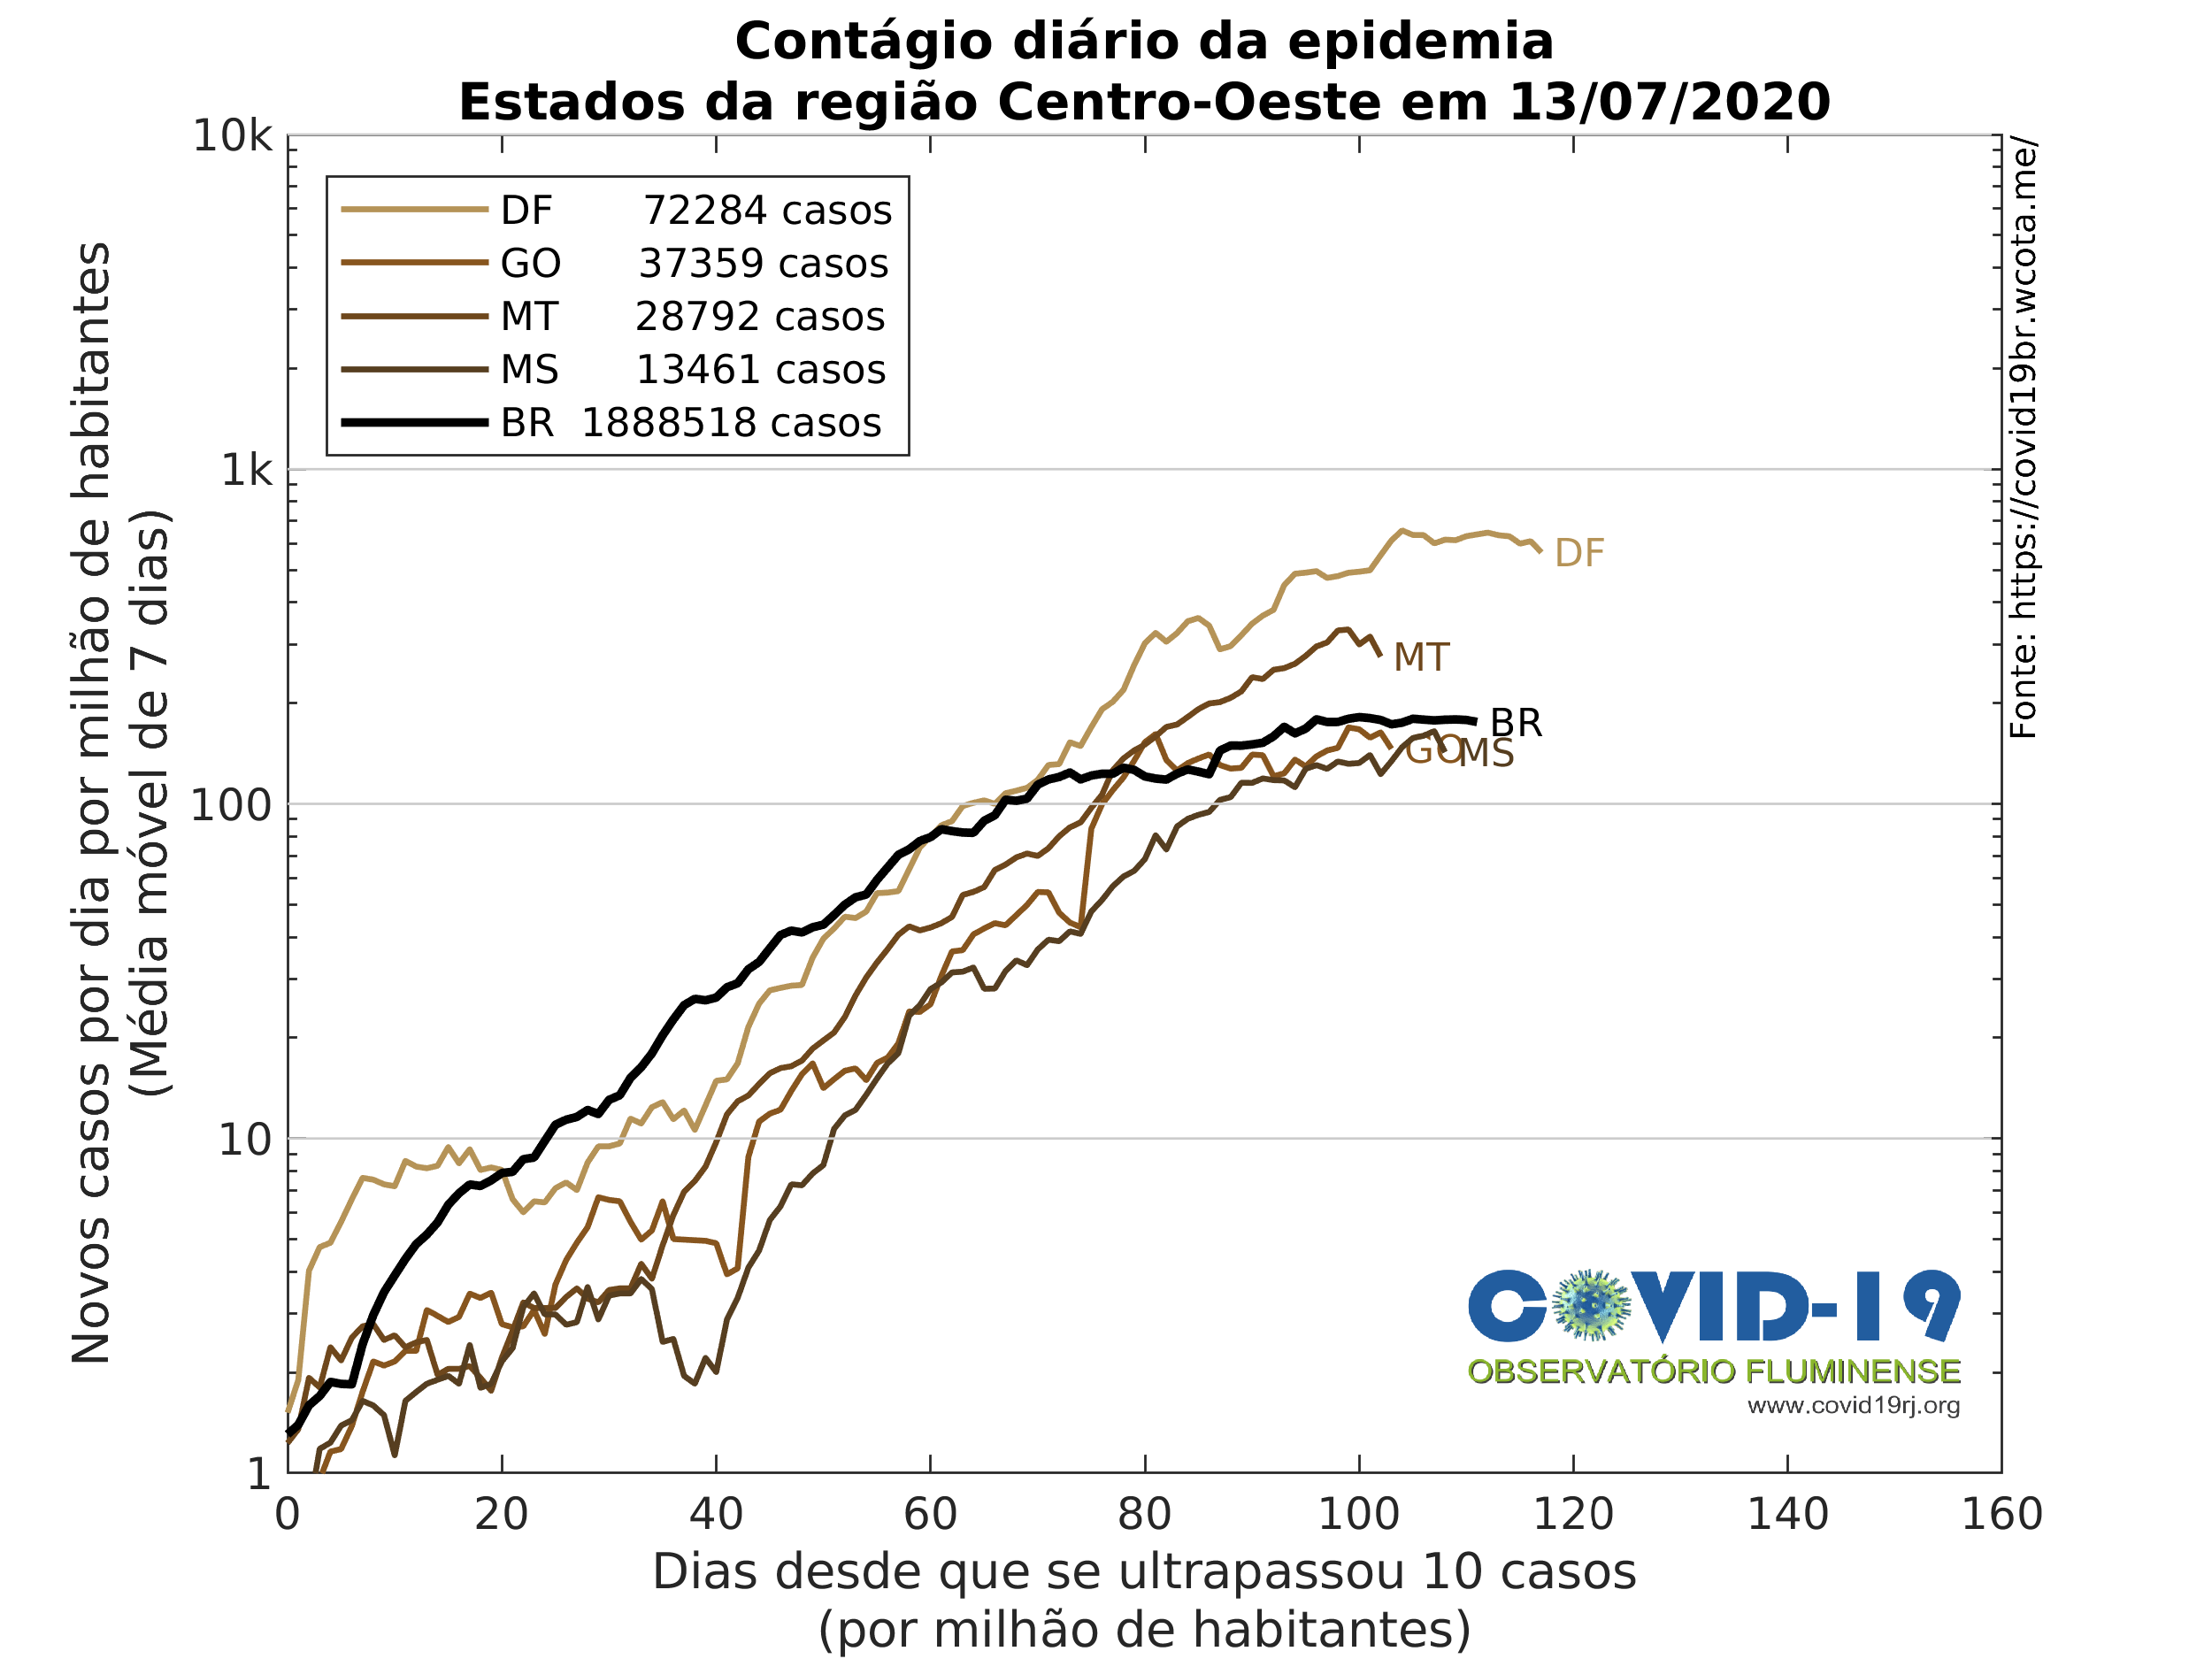 Contágio diário da epidemia
Estados da região Centro-Oeste em 13/07/2020
Novos casos por dia por milhão de habitantes
(Média móvel de 7 dias)
10k
1k
100
10
1
DF 72284 casos
GO 37359 casos
MT 28792 casos
MS 13461 casos
BR 1888518 casos
DF
MT
BR
GO
MS
Fonte: https://covid19br.wcota.me/
COVID-19
OBSERVATÓRIO FLUMINENSE
www.covid19rj.org
0 20 40 60 80 100 120 140 160
Dias desde que se ultrapassou 10 casos
(por milhão de habitantes)